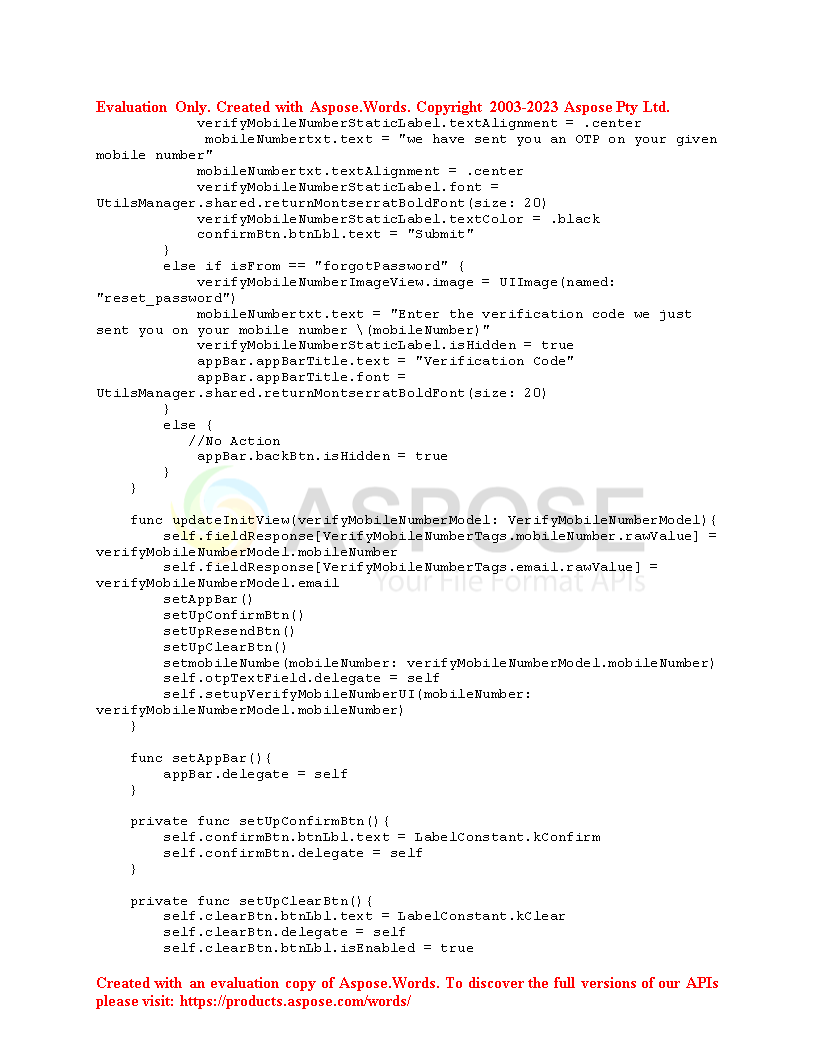 Evaluation Only. Created with Aspose.Words. Copyright 2003-2023 Aspose Pty Ltd.
verifyMobileNumberStaticLabel.textAlignment = .center
mobileNumbertxt.text = "we have sent you an OTP on your given
mobile number"
mobileNumbertxt.textAlignment = .center
verifyMobileNumberStaticLabel.font =
UtilsManager.shared.returnMontserratBoldFont(size: 20)
verifyMobileNumberStaticLabel.textColor = .black
confirmBtn.btnLbl.text = "Submit"
}
else if isFrom == "forgotPassword" {
verifyMobileNumberImageView.image = UIImage(named:
"reset_password")
mobileNumbertxt.text = "Enter the verification code we just
sent you on your mobile number \(mobileNumber)"
verifyMobileNumberStaticLabel.isHidden = true
appBar.appBarTitle.text = "Verification Code"
appBar.appBarTitle.font =
UtilsManager.shared.returnMontserratBoldFont(size: 20)
}
else {
//No Action
appBar.backBtn.isHidden = true
}
}
ASPOSE
func updateInitView(verifyMobileNumberModel: VerifyMobileNumberModel){
self.fieldResponse[VerifyMobileNumberTags.mobileNumber.rawValue] =
verifyMobileNumberModel.mobileNumber
self.fieldResponse[VerifyMobileNumberTags.email.rawValue] =
verifyMobileNumberModel.email
Your File Format APIs
setAppBar()
setUpConfirmBtn()
setUpResendBtn()
setUpClearBtn()
setmobileNumbe(mobileNumber: verifyMobileNumberModel.mobileNumber)
self.otpTextField.delegate = self
self.setupVerifyMobileNumberUI(mobileNumber:
verifyMobileNumberModel.mobileNumber)
}
func setAppBar(){
appBar.delegate = self
}
private func setUpConfirmBtn(){
self.confirmBtn.btnLbl.text = LabelConstant.kConfirm
self.confirmBtn.delegate = self
}
private func setUpClearBtn(){
self.clearBtn.btnLbl.text = LabelConstant.kClear
self.clearBtn.delegate = self
self.clearBtn.btnLbl.isEnabled = true
Created with an evaluation copy of Aspose.Words. To discover the full versions of our APIs
please visit: https://products.aspose.com/words/